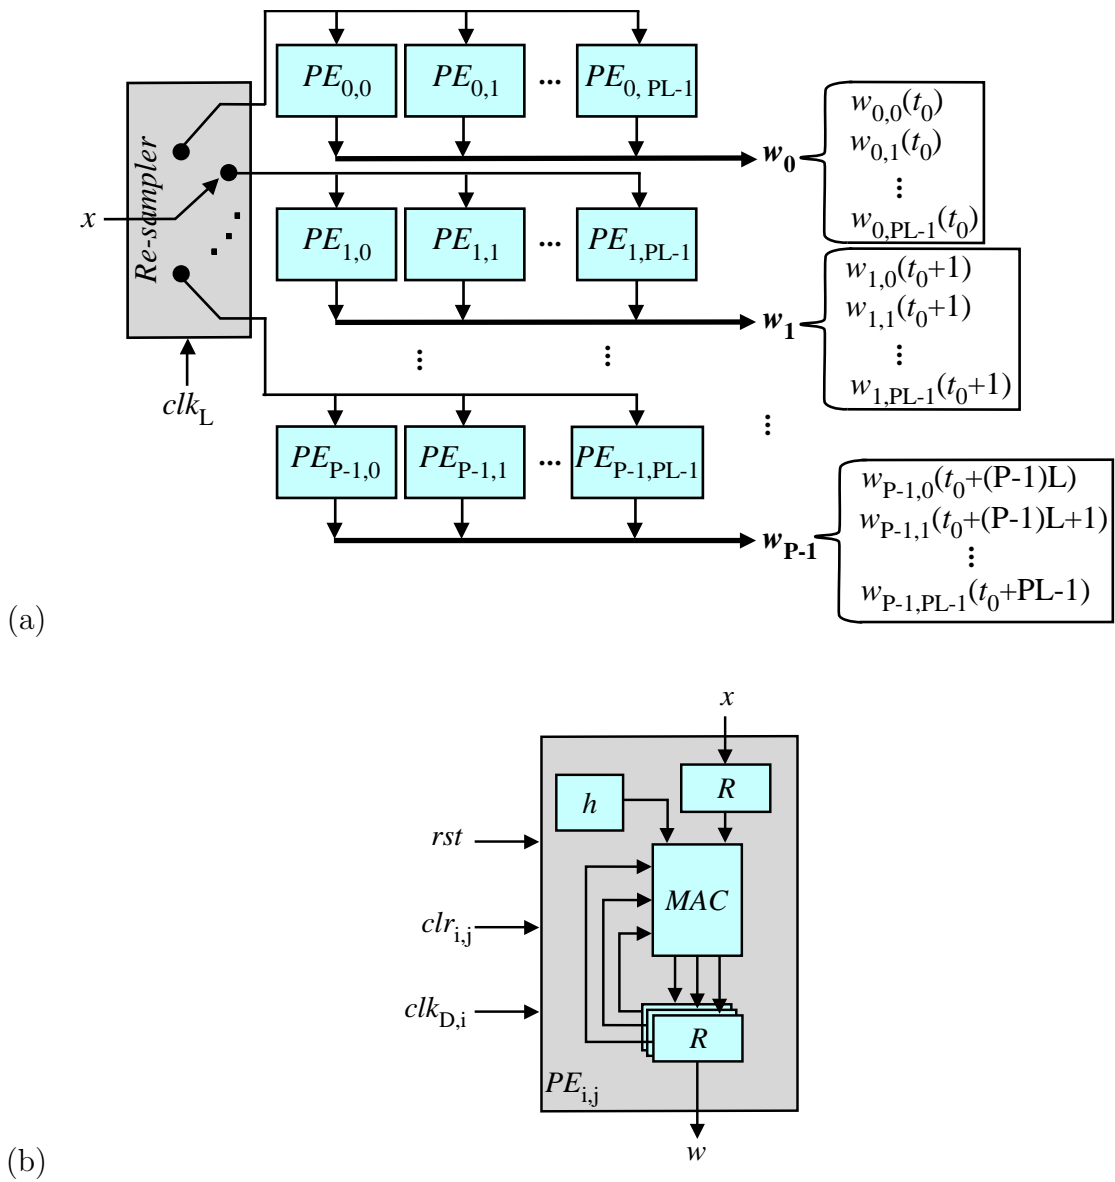 PE0,0 PE0,1 ... PE0, PL-1
Re-sampler
x
w0
w0,0(t0)
w0,1(t0)
⋮
w0,PL-1(t0)
PE1,0 PE1,1 ... PE1,PL-1
w1
w1,0(t0+1)
w1,1(t0+1)
⋮
w1,PL-1(t0+1)
clkL
PEP-1,0 PEP-1,1 ... PEP-1,PL-1
wP-1
wP-1,0(t0+(P-1)L)
wP-1,1(t0+(P-1)L+1)
⋮
wP-1,PL-1(t0+PL-1)
(a)
x
h
R
rst
MAC
clri,j
clkD,i
R
PEi,j
w
(b)